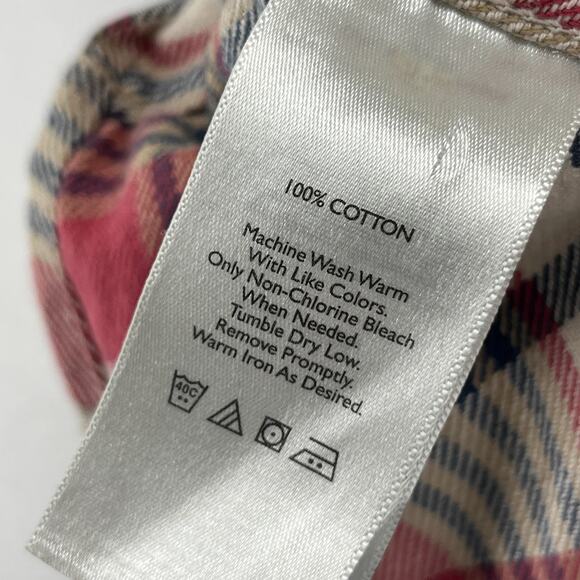 100% COTTON
Machine Wash Warm
With Like Colors.
Only Non-Chlorine Bleach
When Needed.
Tumble Dry Low.
Remove Promptly.
Warm Iron As Desired.
40C